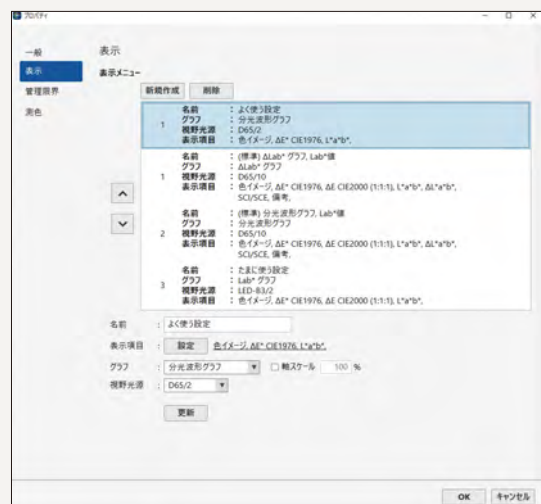 プロパティ
一般
表示
管理限界
測色
表示
表示メニュー
新規作成 削除
1
名前 : よく使う設定
グラフ : 分光波形グラフ
視野光源 : D65/2
表示項目 : 色イメージ, ΔE* CIE1976, L*a*b*,
1
名前 : (標準) ΔLab* グラフ, Lab*値
グラフ : ΔLab* グラフ
視野光源 : D65/10
表示項目 : 色イメージ, ΔE* CIE1976, ΔE CIE2000 (1:1:1), L*a*b*, ΔL*a*b*,
SCI/SCE, 備考,
2
名前 : (標準) 分光波形グラフ, Lab*値
グラフ : 分光波形グラフ
視野光源 : D65/10
表示項目 : 色イメージ, ΔE* CIE1976, ΔE CIE2000 (1:1:1), L*a*b*, ΔL*a*b*,
SCI/SCE, 備考,
3
名前 : たまに使う設定
グラフ : Lab* グラフ
視野光源 : LED-B3/2
表示項目 : 色イメージ, ΔE* CIE1976, ΔE CIE2000 (1:1:1), L*a*b*,
名前 : よく使う設定
表示項目 : 設定 色イメージ, ΔE* CIE1976, L*a*b*,
グラフ : 分光波形グラフ 軸スケール 100 %
視野光源 : D65/2
更新
OK キャンセル